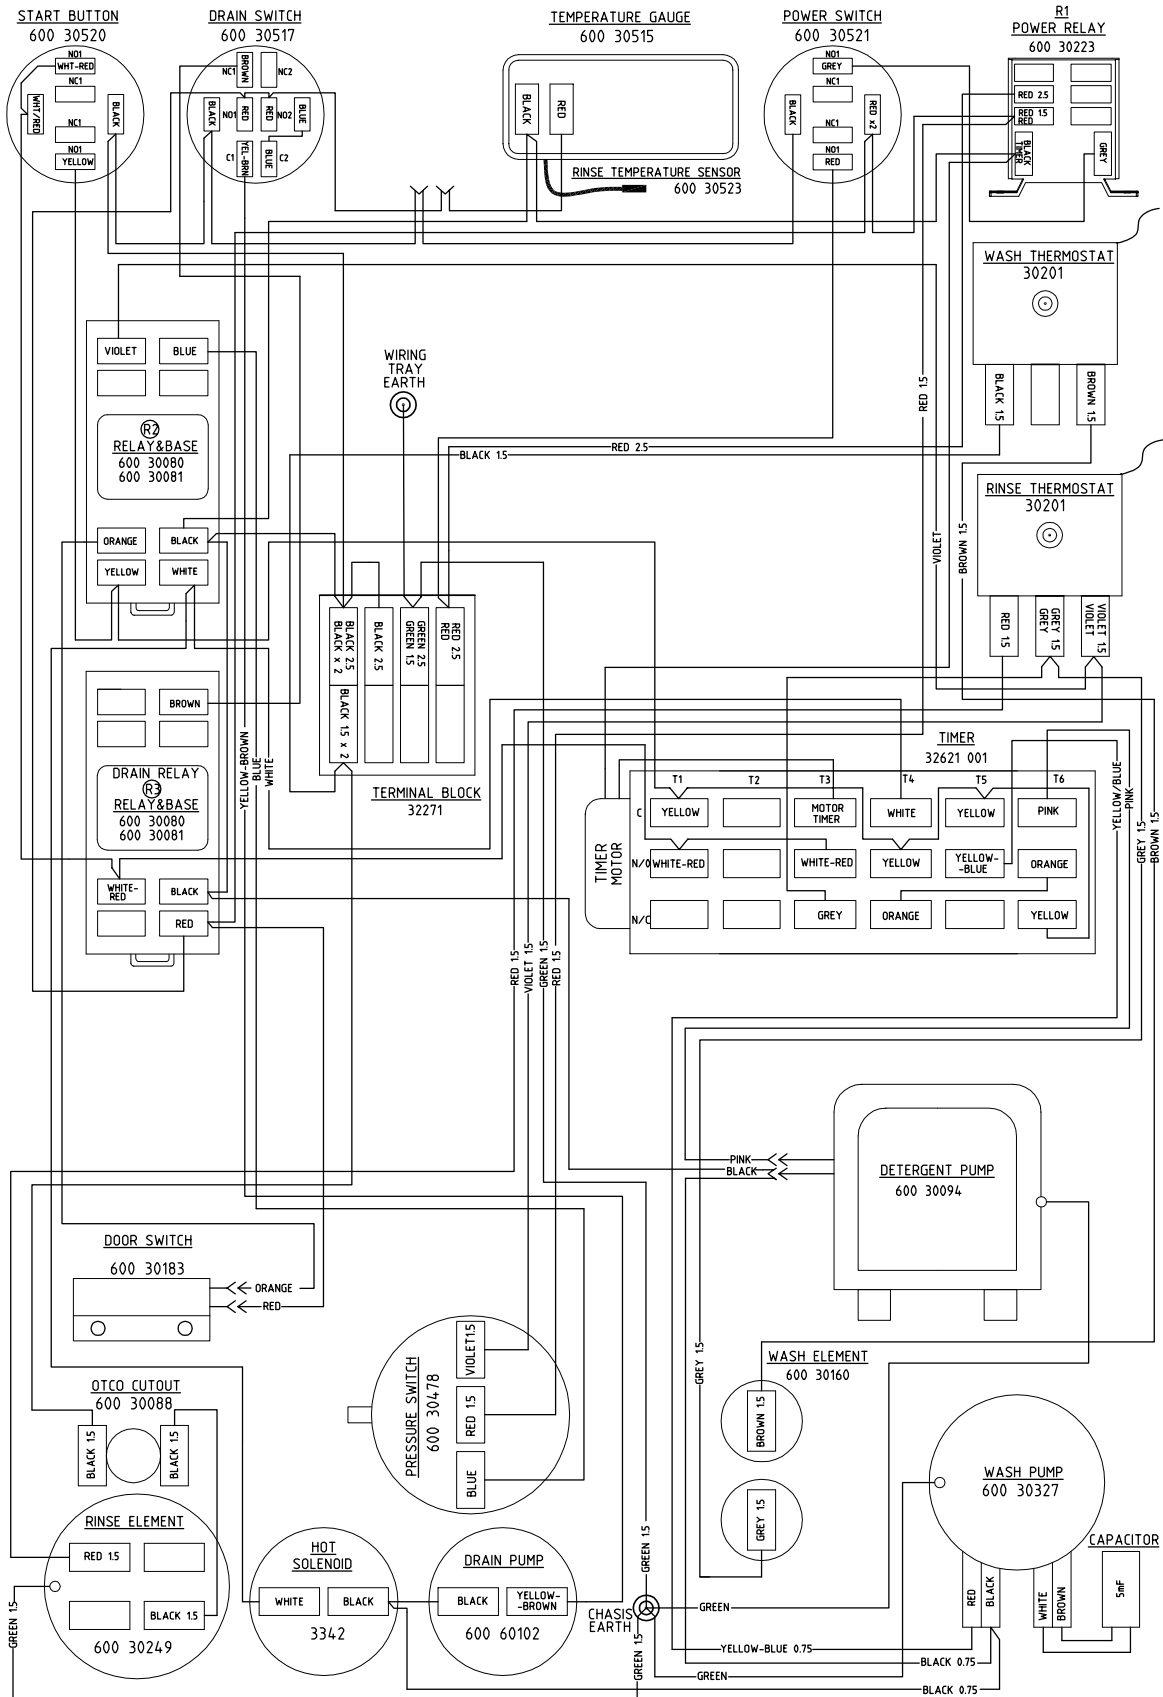 START BUTTON
600 30520
NO1
WHT-RED
NC1
WHT/RED
BLACK
NC1
NO1
YELLOW
DRAIN SWITCH
600 30517
BROWN
NC1
NC2
BLACK
NO1
RED
RED
NO2
BLUE
C1
YEL-BRN
BLUE
C2
TEMPERATURE GAUGE
600 30515
BLACK
RED
RINSE TEMPERATURE SENSOR
600 30523
POWER SWITCH
600 30521
NO1
GREY
NC1
BLACK
RED x2
NC1
NO1
RED
R1
POWER RELAY
600 30223
RED 2.5
RED 1.5
RED
BLACK
TIMER
GREY
WASH THERMOSTAT
30201
BLACK 1.5
BROWN 1.5
VIOLET
BLUE
R2
RELAY&BASE
600 30080
600 30081
ORANGE
BLACK
YELLOW
WHITE
WIRING
TRAY
EARTH
RED 1.5
RED 2.5
BLACK 1.5
VIOLET
BROWN 1.5
RINSE THERMOSTAT
30201
RED 1.5
GREY 1.5
GREY
VIOLET 1.5
VIOLET
BLACK 2.5
BLACK x 2
BLACK 2.5
GREEN 2.5
GREEN 1.5
RED 2.5
RED
BLACK 1.5 x 2
TERMINAL BLOCK
32271
BROWN
DRAIN RELAY
R3
RELAY&BASE
600 30080
600 30081
WHITE-
RED
BLACK
RED
YELLOW-BROWN
BLUE
WHITE
TIMER
32621 001
TIMER
MOTOR
T1
T2
T3
T4
T5
T6
C
YELLOW
MOTOR
TIMER
WHITE
YELLOW
PINK
N/O
WHITE-RED
WHITE-RED
YELLOW
YELLOW-
-BLUE
ORANGE
N/C
GREY
ORANGE
YELLOW
YELLOW/BLUE
PINK
GREY 1.5
BROWN 1.5
RED 1.5
VIOLET 1.5
GREEN 1.5
RED 1.5
PINK
BLACK
DETERGENT PUMP
600 30094
DOOR SWITCH
600 30183
ORANGE
RED
PRESSURE SWITCH
600 30478
VIOLET1.5
RED 1.5
BLUE
GREY 1.5
WASH ELEMENT
600 30160
BROWN 1.5
GREY 1.5
OTCO CUTOUT
600 30088
BLACK 1.5
BLACK 1.5
RINSE ELEMENT
RED 1.5
BLACK 1.5
600 30249
GREEN 1.5
HOT
SOLENOID
WHITE
BLACK
3342
DRAIN PUMP
BLACK
YELLOW-
-BROWN
600 60102
GREEN 1.5
CHASIS
EARTH
GREEN 1.5
GREEN
YELLOW-BLUE 0.75
BLACK 0.75
GREEN
BLACK 0.75
WASH PUMP
600 30327
RED
BLACK
WHITE
BROWN
CAPACITOR
5mF